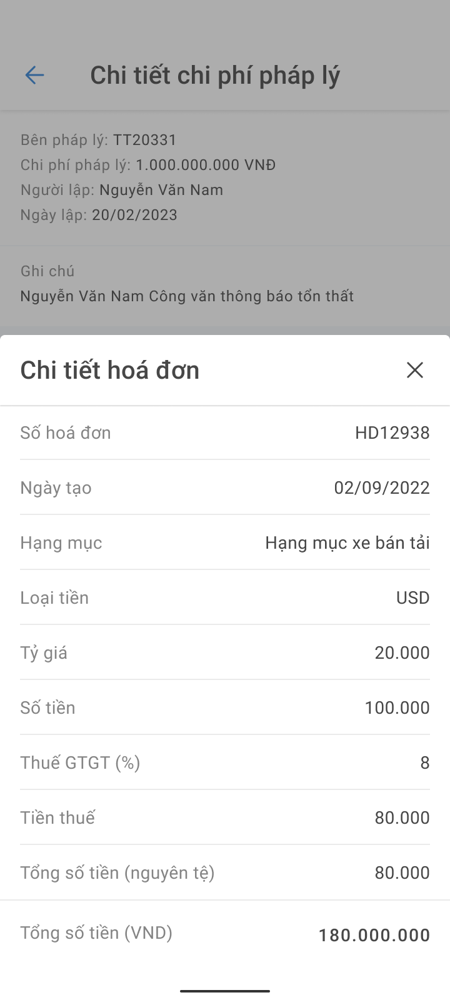 Chi tiết chi phí pháp lý
Bên pháp lý: TT20331
Chi phí pháp lý: 1.000.000.000 VNĐ
Người lập: Nguyễn Văn Nam
Ngày lập: 20/02/2023
Ghi chú
Nguyễn Văn Nam Công văn thông báo tổn thất
Chi tiết hoá đơn
Số hoá đơn HD12938
Ngày tạo 02/09/2022
Hạng mục Hạng mục xe bán tải
Loại tiền USD
Tỷ giá 20.000
Số tiền 100.000
Thuế GTGT (%) 8
Tiền thuế 80.000
Tổng số tiền (nguyên tệ) 80.000
Tổng số tiền (VND) 180.000.000